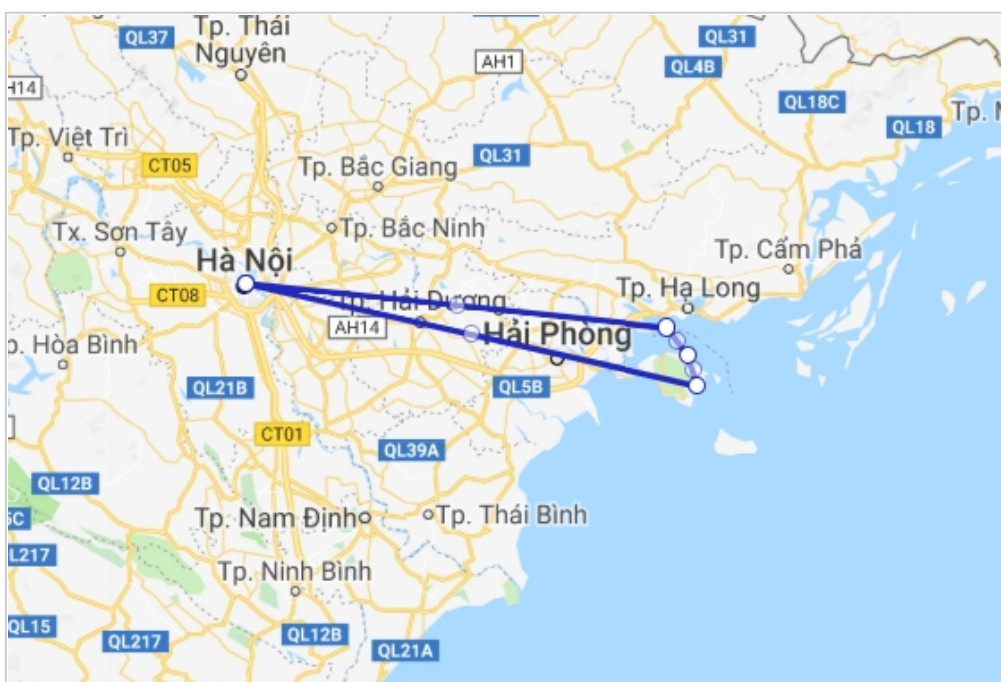 QL37
Tp. Thái
Nguyên
QL31
AH1
QL4B
H14
QL18C
Tp. Việt Trì
QL18
Tp. M
CT05
QL31
Tp. Bắc Giang
Tx. Sơn Tây
Tp. Bắc Ninh
Hà Nội
Tp. Cẩm Phả
CT08
Tp. Hạ Long
Tp. Hải Dương
AH14
Hải Phòng
p. Hòa Bình
QL21B
QL5B
CT01
QL39A
QL12B
5C
Tp. Nam Định
Tp. Thái Bình
L217
Tp. Ninh Bình
QL15
QL217
QL12B
QL21A